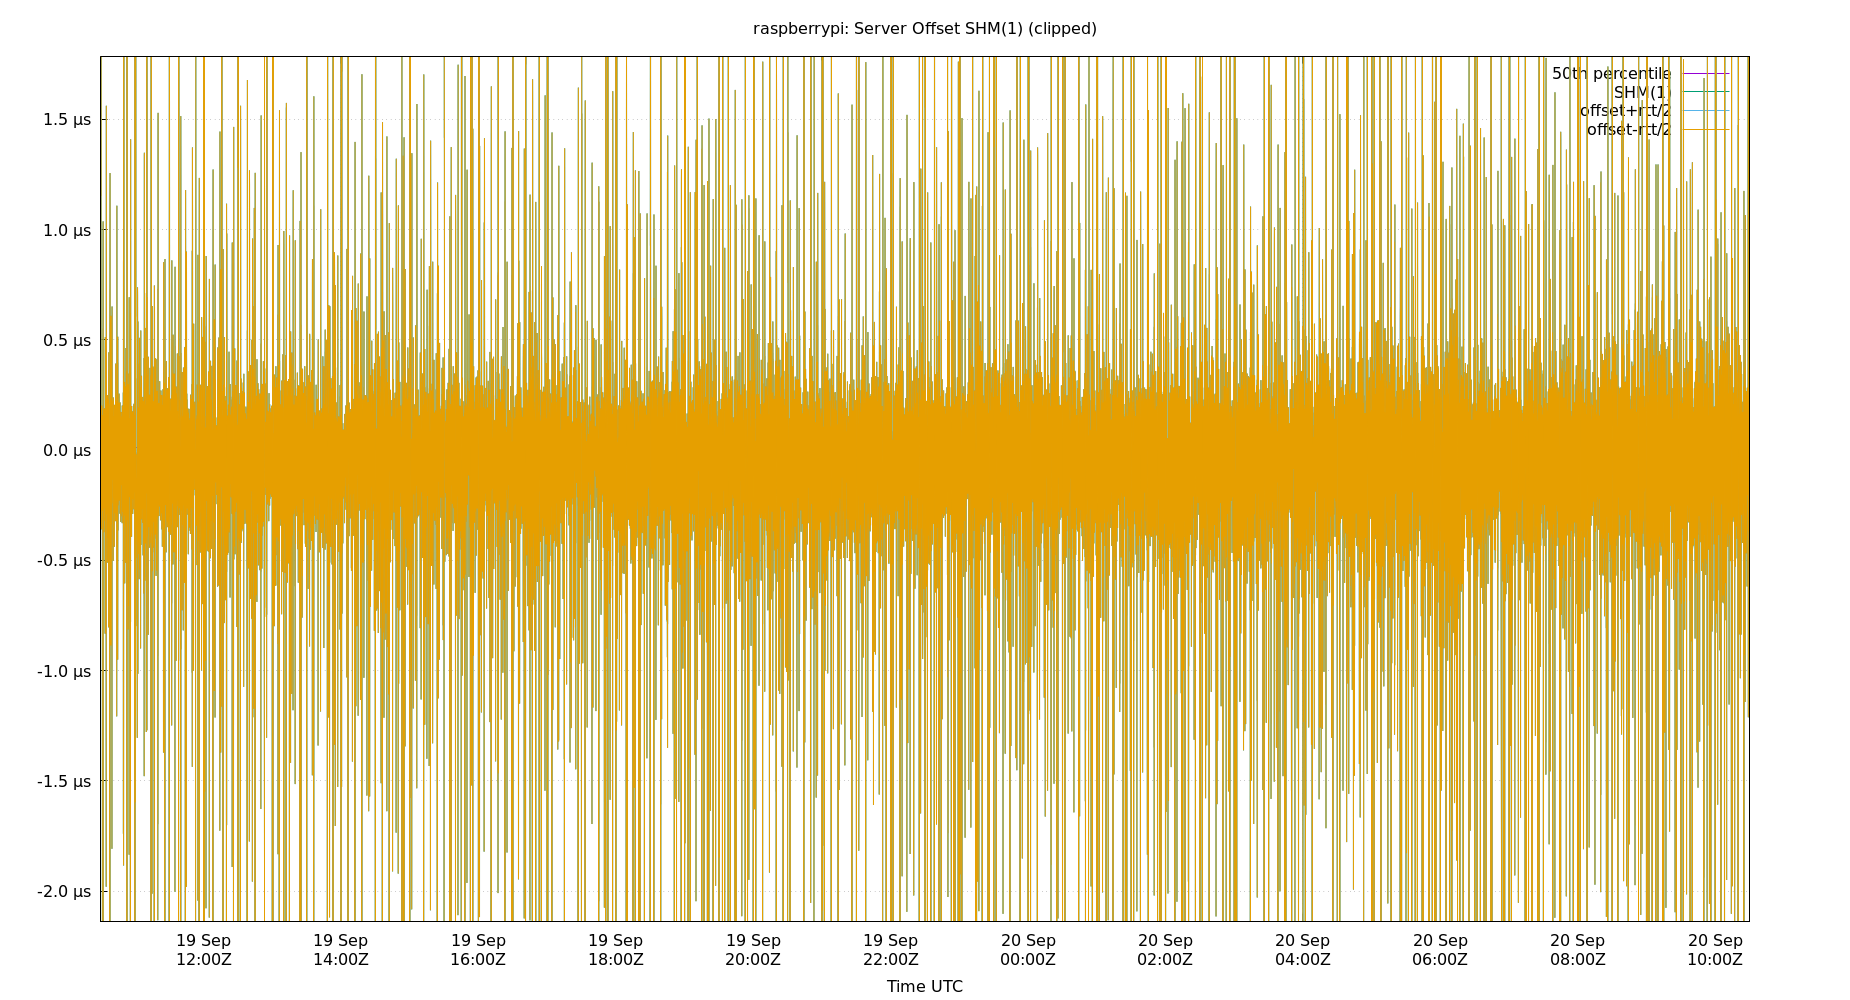 raspberrypi: Server Offset SHM(1) (clipped)
50th percentile
SHM(1)
offset+rtt/2
offset-rtt/2
1.5 µs
1.0 µs
0.5 µs
0.0 µs
-0.5 µs
-1.0 µs
-1.5 µs
-2.0 µs
19 Sep 19 Sep 19 Sep 19 Sep 19 Sep 19 Sep 20 Sep 20 Sep 20 Sep 20 Sep 20 Sep 20 Sep
12:00Z 14:00Z 16:00Z 18:00Z 20:00Z 22:00Z 00:00Z 02:00Z 04:00Z 06:00Z 08:00Z 10:00Z
Time UTC